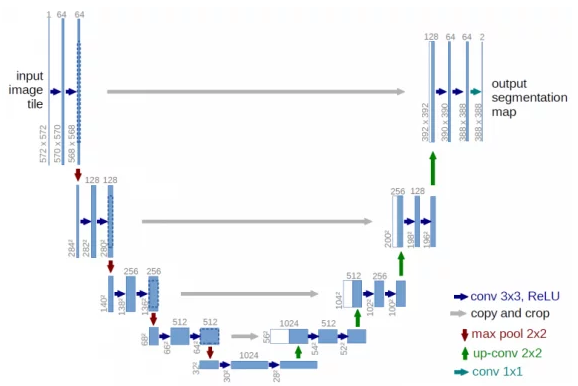 1 64 64
128 64 64 2
input
image
tile
output
segmentation
map
572 x 572
570 x 570
568 x 568
392 x 392
390 x 390
388 x 388
388 x 388
128 128
256 128
284²
282²
280²
200²
198²
196²
256 256
512 256
140²
138²
136²
104²
102²
100²
512 512
1024 512
68²
66²
64²
56²
54²
52²
1024
32²
30²
28²
conv 3x3, ReLU
copy and crop
max pool 2x2
up-conv 2x2
conv 1x1